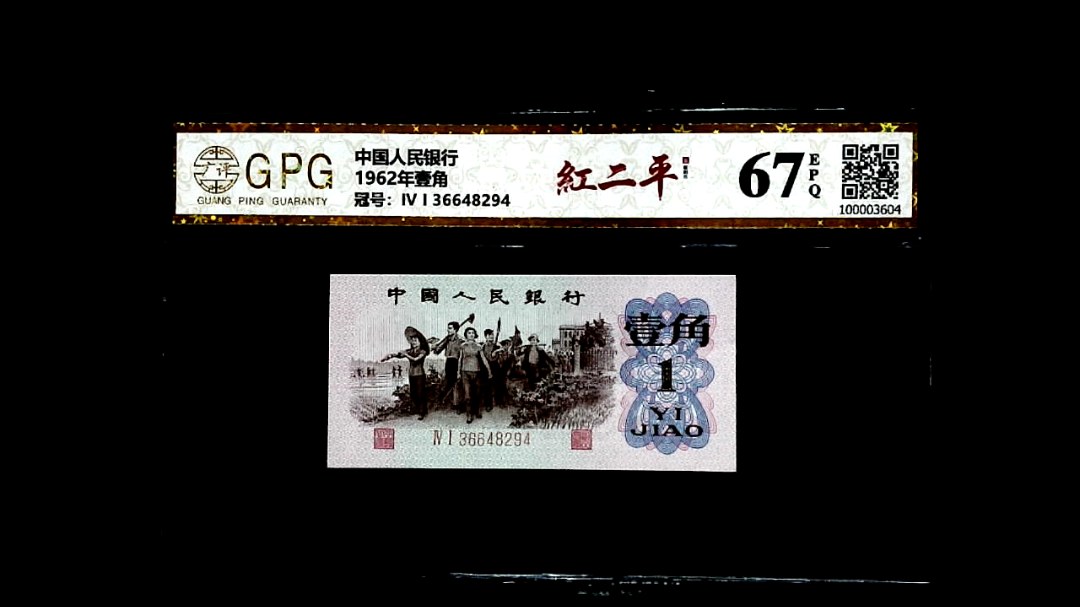 GPG
GUANG PING GUARANTY
中国人民银行
1962年壹角
冠号：IV I 36648294
紅二平
67
EPQ
100003604
中國人民銀行
壹角
1
YI
JIAO
IV I 36648294